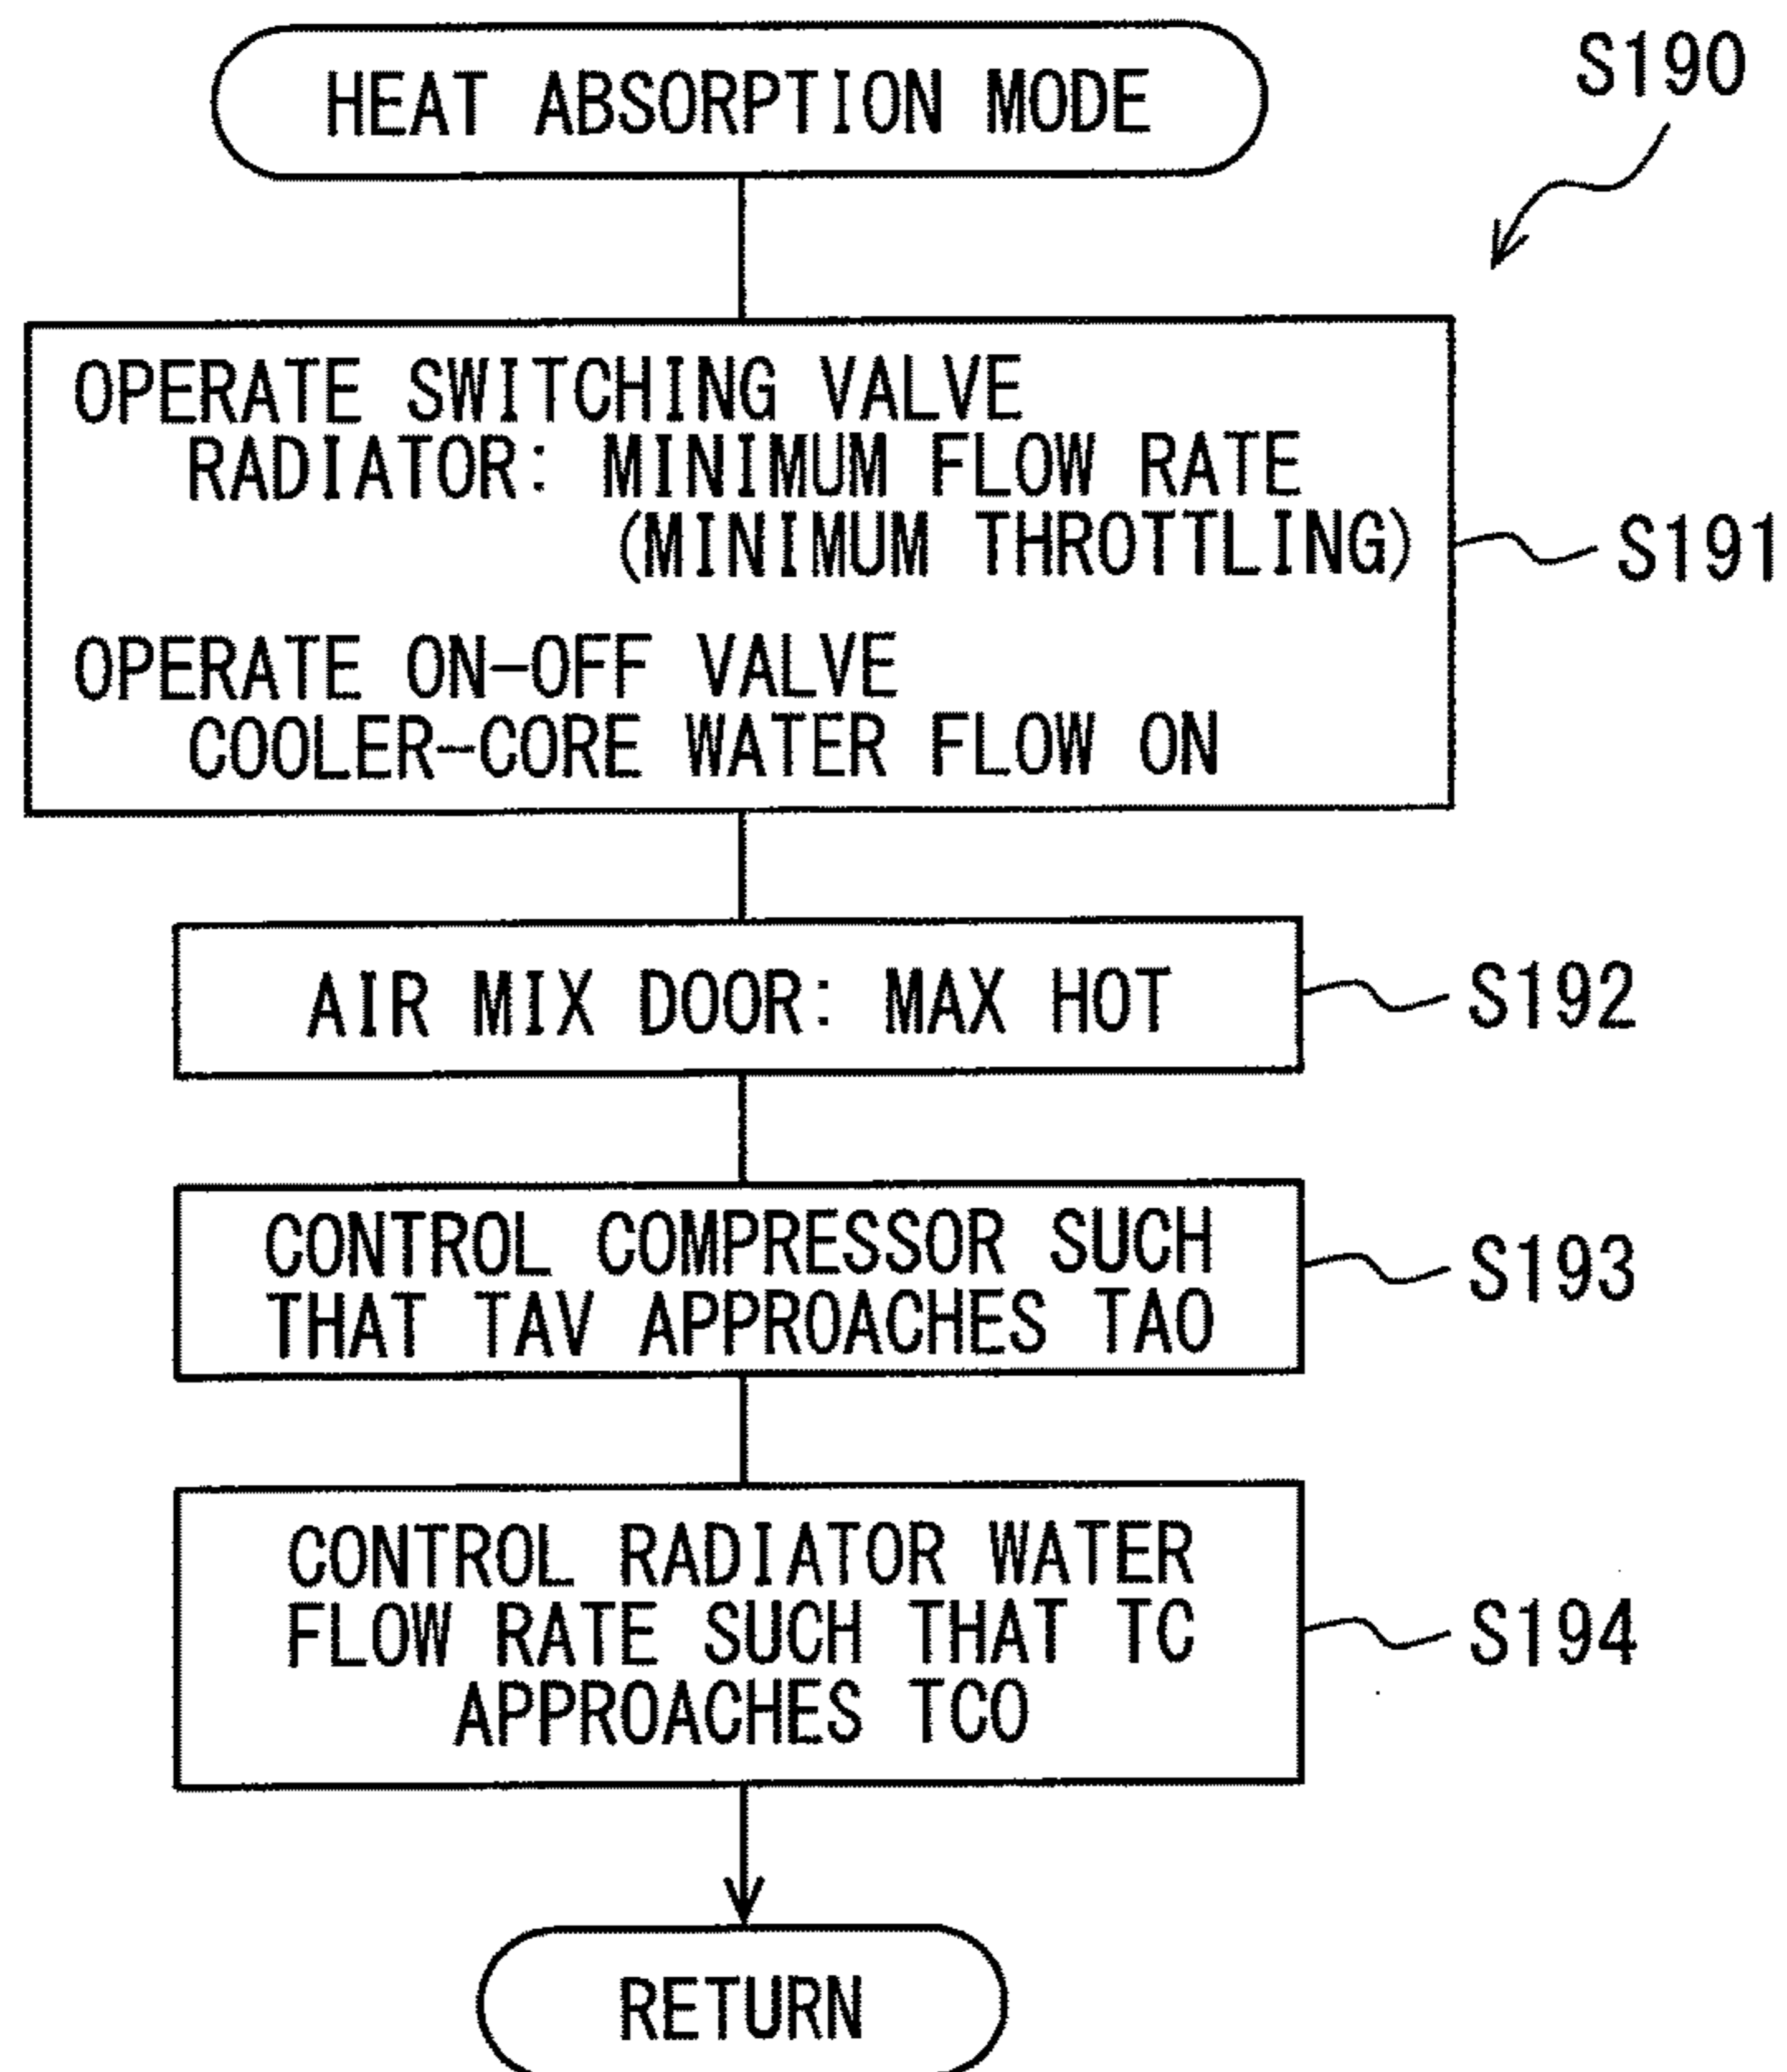 HEAT ABSORPTION MODE
S190
OPERATE SWITCHING VALVE
RADIATOR: MINIMUM FLOW RATE
(MINIMUM THROTTLING)
S191
OPERATE ON-OFF VALVE
COOLER-CORE WATER FLOW ON
AIR MIX DOOR: MAX HOT
S192
CONTROL COMPRESSOR SUCH
THAT TAV APPROACHES TAO
S193
CONTROL RADIATOR WATER
FLOW RATE SUCH THAT TC
APPROACHES TCO
S194
RETURN